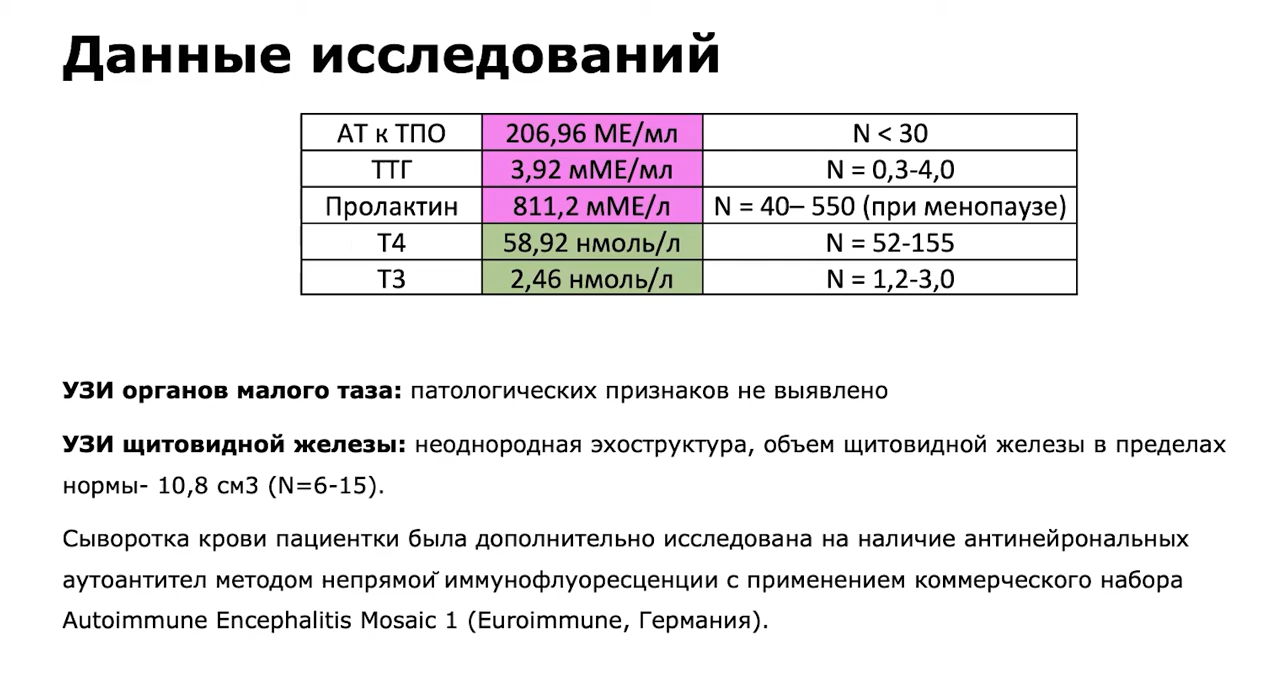 Данные исследований
АТ к ТПО 206,96 МЕ/мл N < 30
ТТГ 3,92 мМЕ/мл N = 0,3-4,0
Пролактин 811,2 мМЕ/л N = 40– 550 (при менопаузе)
Т4 58,92 нмоль/л N = 52-155
Т3 2,46 нмоль/л N = 1,2-3,0
УЗИ органов малого таза: патологических признаков не выявлено
УЗИ щитовидной железы: неоднородная эхоструктура, объем щитовидной железы в пределах
нормы- 10,8 см3 (N=6-15).
Сыворотка крови пациентки была дополнительно исследована на наличие антинейрональных
аутоантител методом непрямой иммунофлуоресценции с применением коммерческого набора
Autoimmune Encephalitis Mosaic 1 (Euroimmune, Германия).